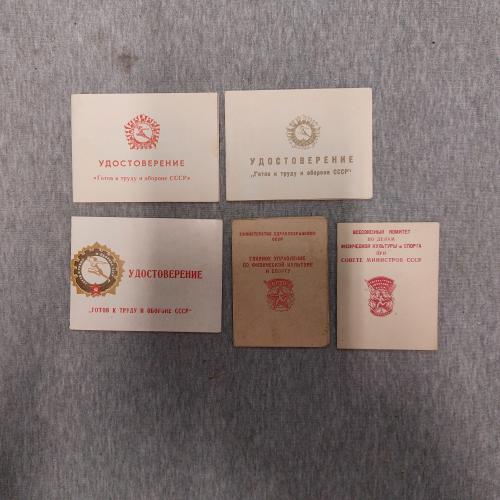 УДОСТОВЕРЕНИЕ
«Готов к труду и обороне СССР»
УДОСТОВЕРЕНИЕ
„Готов к труду и обороне СССР“
УДОСТОВЕРЕНИЕ
„ГОТОВ К ТРУДУ И ОБОРОНЕ СССР“
МИНИСТЕРСТВО ЗДРАВООХРАНЕНИЯ
СССР
ГЛАВНОЕ УПРАВЛЕНИЕ
ПО ФИЗИЧЕСКОЙ КУЛЬТУРЕ
И СПОРТУ
ВСЕСОЮЗНЫЙ КОМИТЕТ
ПО ДЕЛАМ
ФИЗИЧЕСКОЙ КУЛЬТУРЫ и СПОРТА
ПРИ
СОВЕТЕ МИНИСТРОВ СССР